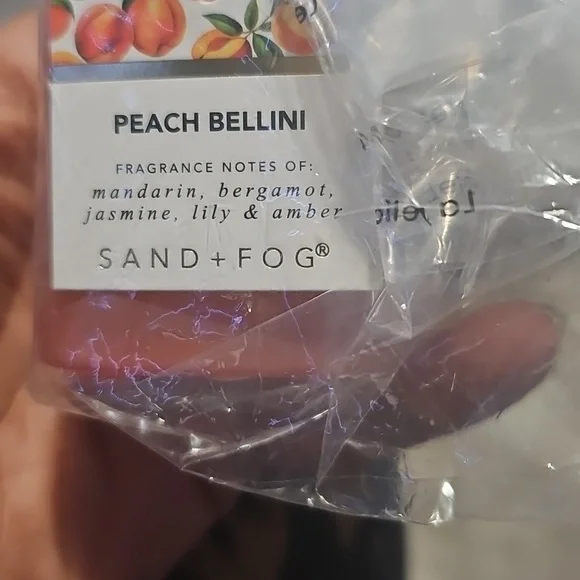 PEACH BELLINI
FRAGRANCE NOTES OF:
mandarin, bergamot,
jasmine, lily & amber
SAND+FOG®